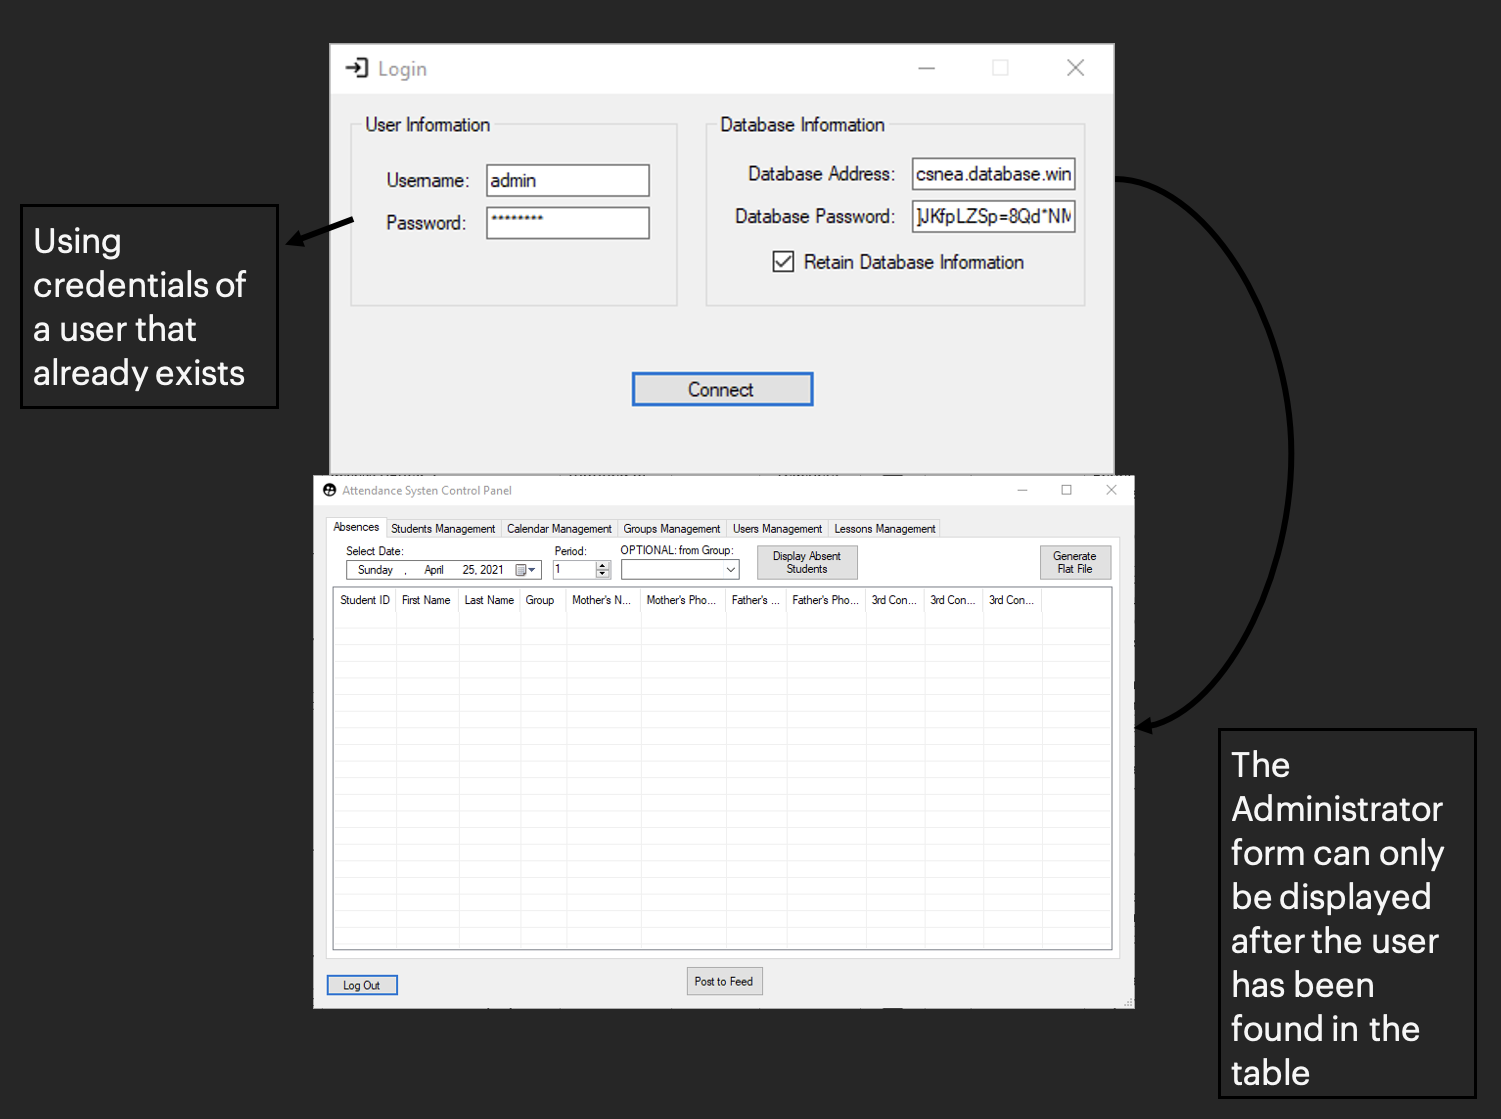 Login
User Information
Username: admin
Password: ********
Database Information
Database Address: csnea.database.win
Database Password: ]JKfpLZSp=8Qd*NM
Retain Database Information
Connect
Using
credentials of
a user that
already exists
Attendance Systen Control Panel
Absences Students Management Calendar Management Groups Management Users Management Lessons Management
Select Date: Period: OPTIONAL: from Group:
Sunday , April 25, 2021 1
Display Absent
Students
Generate
Flat File
Student ID First Name Last Name Group Mother's N... Mother's Pho... Father's ... Father's Pho... 3rd Con... 3rd Con... 3rd Con...
Log Out Post to Feed
The
Administrator
form can only
be displayed
after the user
has been
found in the
table